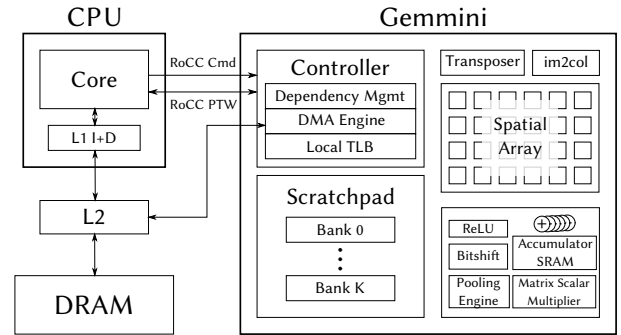 CPU
Gemmini
Core
L1 I+D
L2
DRAM
RoCC Cmd
RoCC PTW
Controller
Dependency Mgmt
DMA Engine
Local TLB
Scratchpad
Bank 0
Bank K
Transposer
im2col
Spatial
Array
ReLU
Bitshift
Accumulator
SRAM
Pooling
Engine
Matrix Scalar
Multiplier